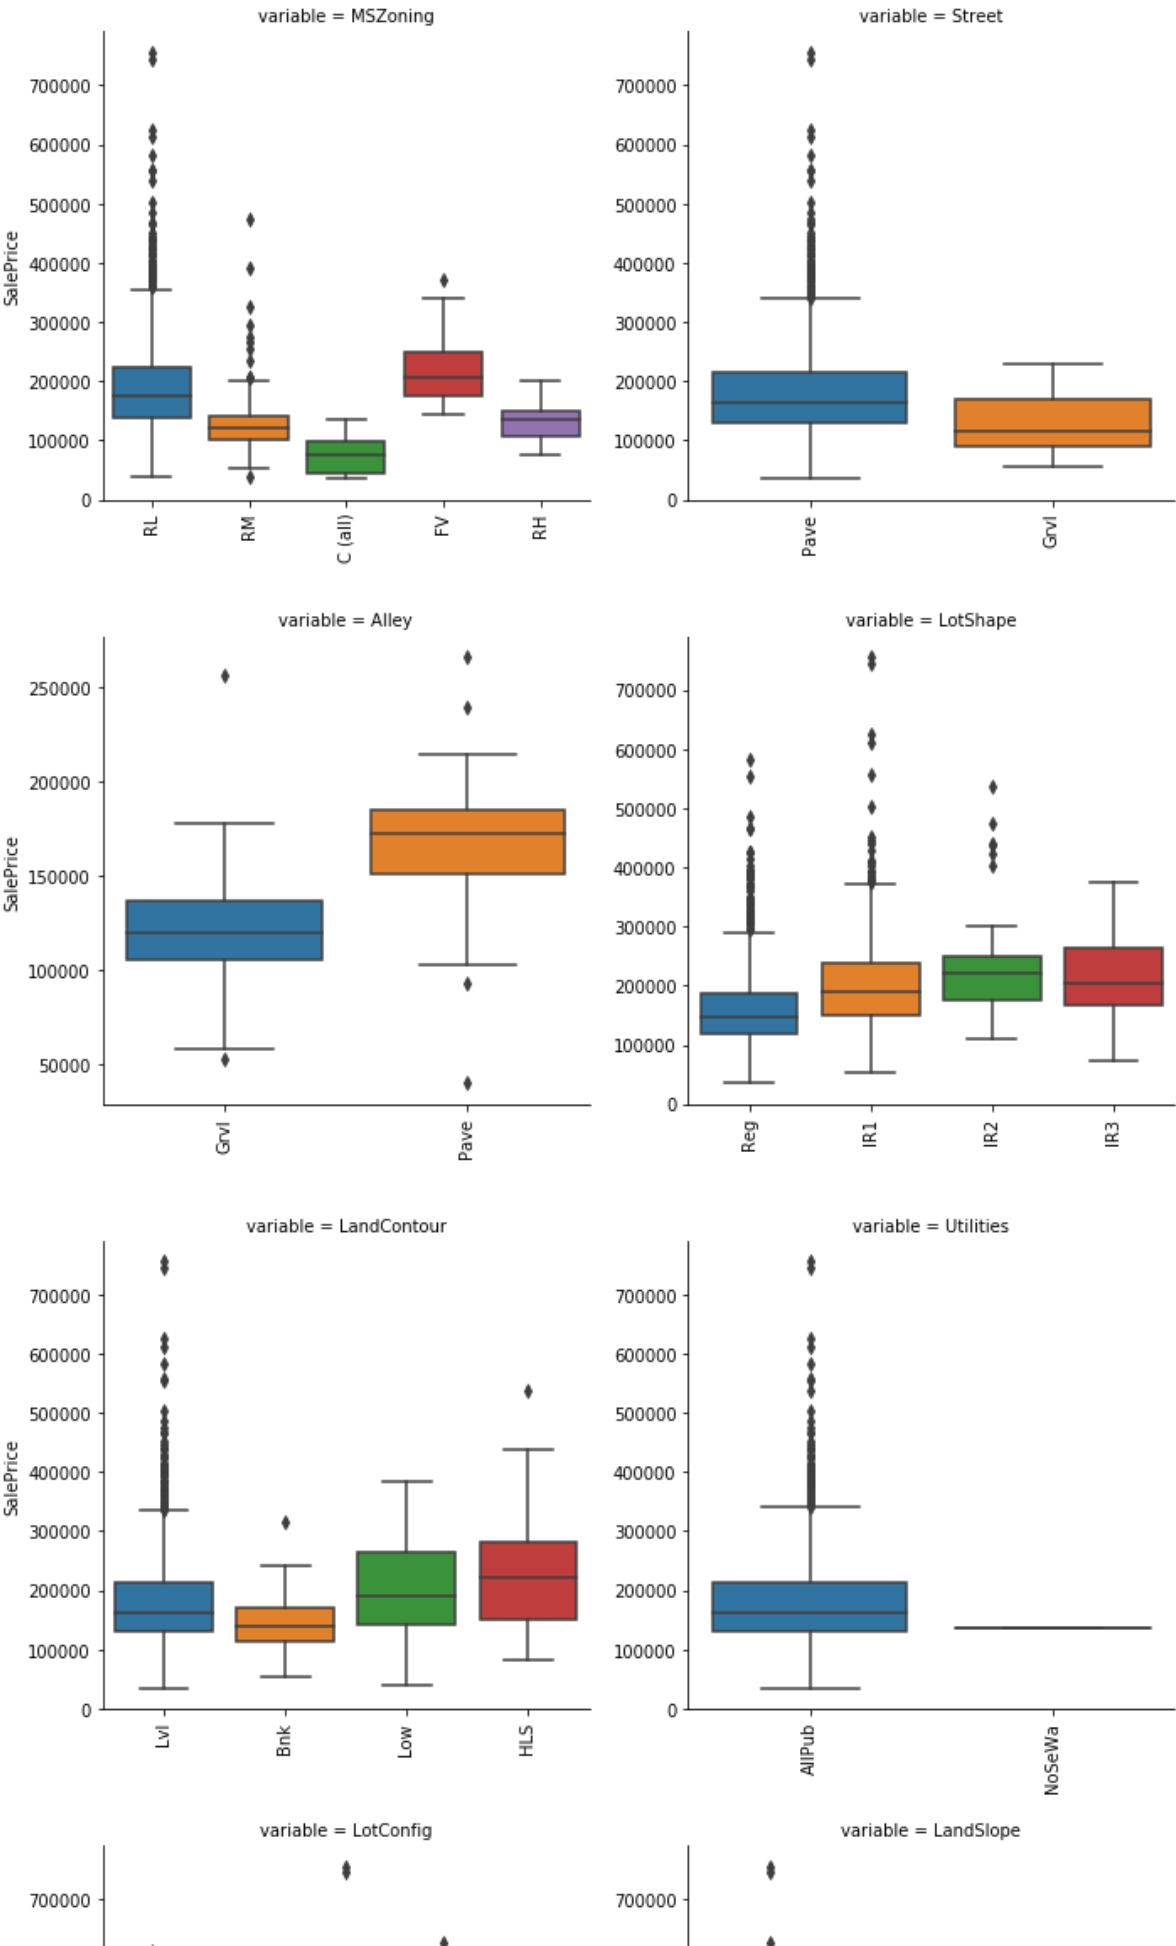 variable = MSZoning
SalePrice
700000
600000
500000
400000
300000
200000
100000
0
RL
RM
C (all)
FV
RH
variable = Street
700000
600000
500000
400000
300000
200000
100000
0
Pave
Grvl
variable = Alley
SalePrice
250000
200000
150000
100000
50000
Grvl
Pave
variable = LotShape
700000
600000
500000
400000
300000
200000
100000
0
Reg
IR1
IR2
IR3
variable = LandContour
SalePrice
700000
600000
500000
400000
300000
200000
100000
0
Lvl
Bnk
Low
HLS
variable = Utilities
700000
600000
500000
400000
300000
200000
100000
0
AllPub
NoSeWa
variable = LotConfig
700000
variable = LandSlope
700000